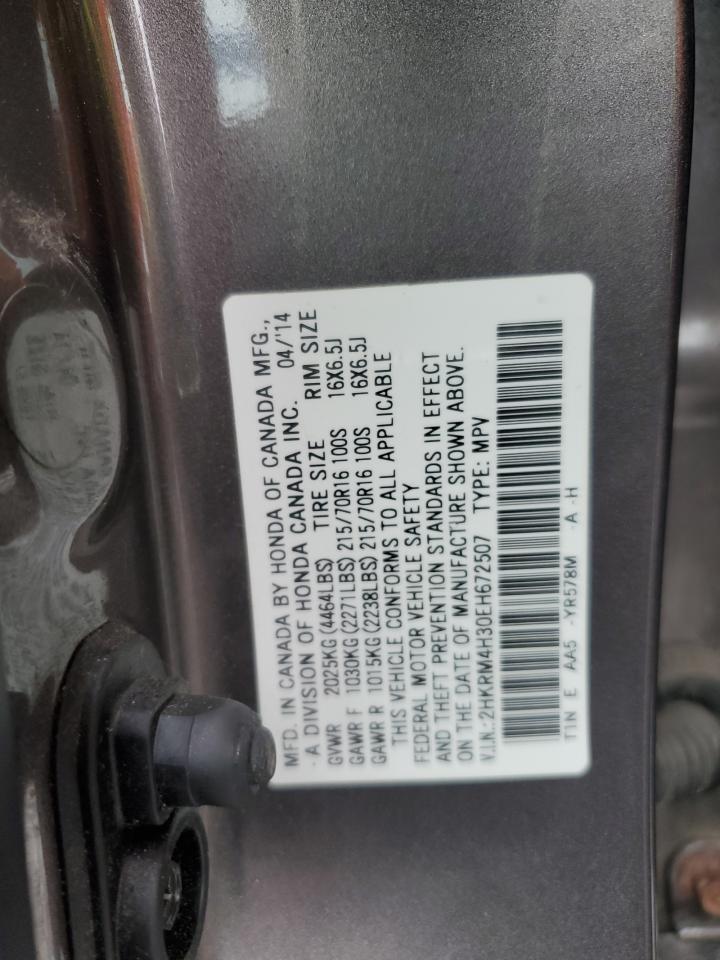 MFD. IN CANADA BY HONDA OF CANADA MFG.,
A DIVISION OF HONDA CANADA INC. 04/'14
GVWR 2025KG (4464LBS) TIRE SIZE RIM SIZE
GAWR F 1030KG (2271LBS) 215/70R16 100S 16X6.5J
GAWR R 1015KG (2238LBS) 215/70R16 100S 16X6.5J
THIS VEHICLE CONFORMS TO ALL APPLICABLE
FEDERAL MOTOR VEHICLE SAFETY
AND THEFT PREVENTION STANDARDS IN EFFECT
ON THE DATE OF MANUFACTURE SHOWN ABOVE.
V.I.N.:2HKRM4H30EH672507 TYPE: MPV
T1N E AA5 -YR578M -A -H